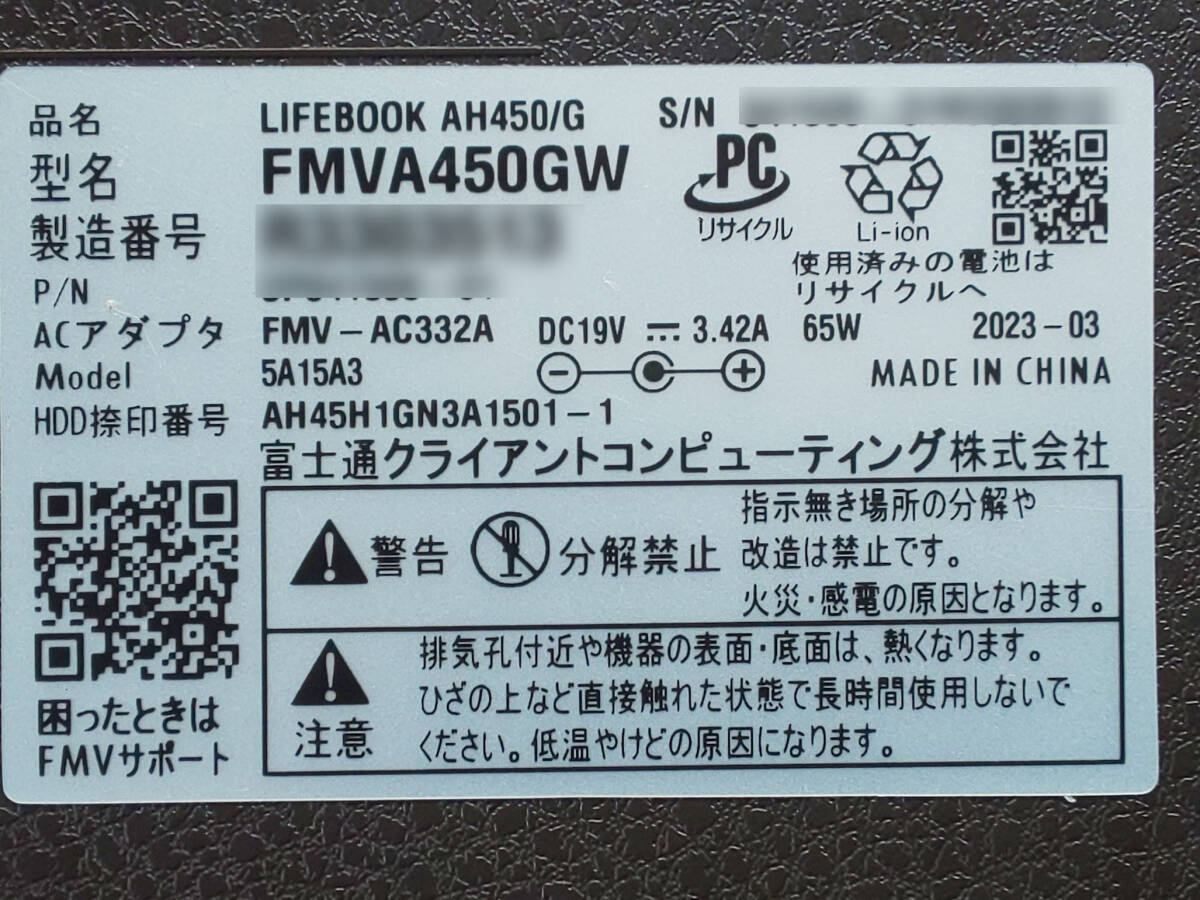 品名 LIFEBOOK AH450/G S/N
型名 FMVA450GW
製造番号
P/N
PC
リサイクル
Li-ion
使用済みの電池は
リサイクルへ
ACアダプタ FMV-AC332A DC19V ⎓ 3.42A 65W 2023-03
Model 5A15A3 MADE IN CHINA
HDD捺印番号 AH45H1GN3A1501-1
富士通クライアントコンピューティング株式会社
警告 分解禁止
指示無き場所の分解や
改造は禁止です。
火災・感電の原因となります。
注意
排気孔付近や機器の表面・底面は、熱くなります。
ひざの上など直接触れた状態で長時間使用しないで
ください。低温やけどの原因になります。
困ったときは
FMVサポート